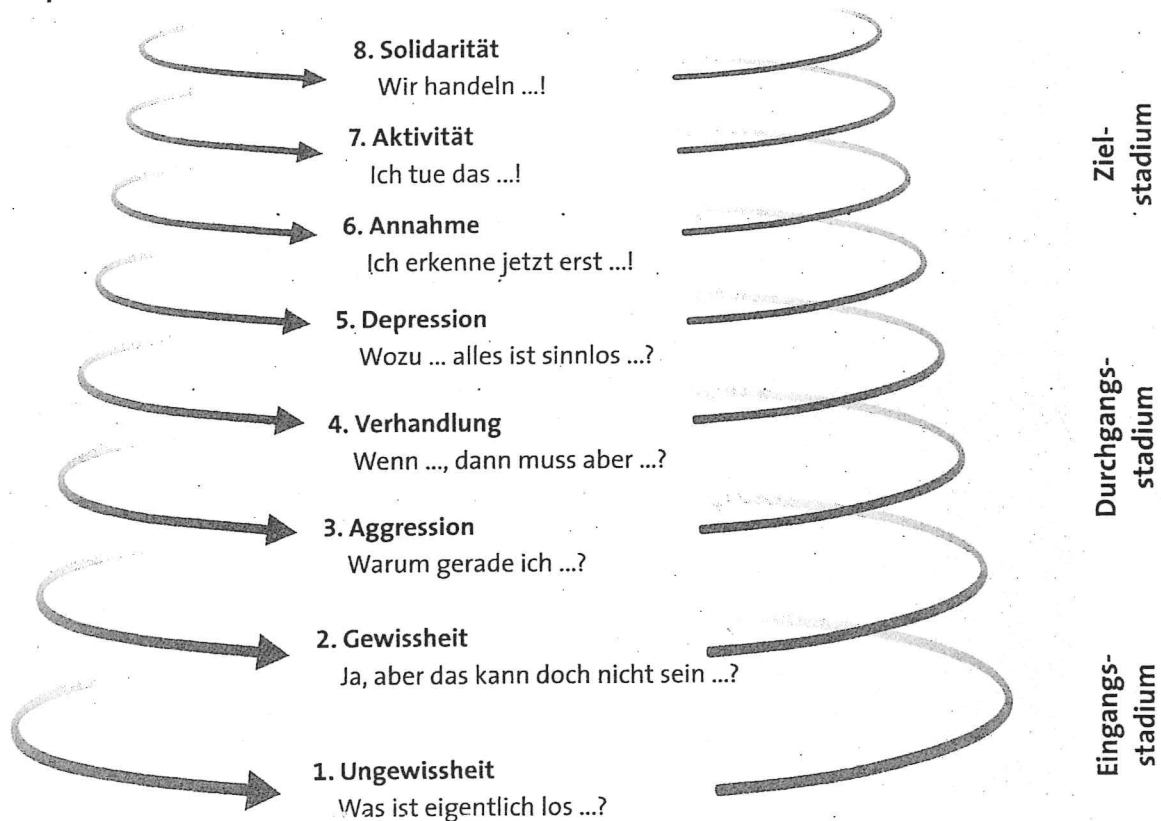 8. Solidarität
Wir handeln ...!
7. Aktivität
Ich tue das ...!
6. Annahme
Ich erkenne jetzt erst ...!
5. Depression
Wozu ... alles ist sinnlos ...?
4. Verhandlung
Wenn ..., dann muss aber ...?
3. Aggression
Warum gerade ich ...?
2. Gewissheit
Ja, aber das kann doch nicht sein ...?
1. Ungewissheit
Was ist eigentlich los ...?
Ziel-
stadium
Durchgangs-
stadium
Eingangs-
stadium